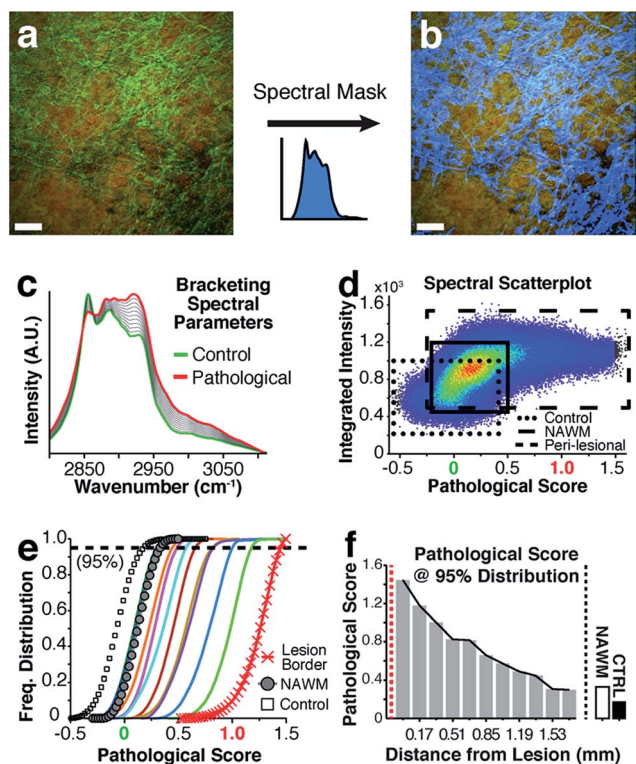 a
Spectral Mask
b
c
Bracketing
Spectral
Parameters
Control
Pathological
Intensity (A.U.)
2850 2950 3050
Wavenumber (cm⁻¹)
d
Spectral Scatterplot
×10³
1.6
1.2
0.8
0.4
0
Integrated Intensity
Control
NAWM
Peri-lesional
-0.5 0 0.5 1.0 1.5
Pathological Score
e
1.0
(95%)
0.8
0.6
0.4
0.2
0
Freq. Distribution
Lesion
Border
NAWM
Control
-0.5 0 0.5 1.0 1.5
Pathological Score
f
Pathological Score
@ 95% Distribution
1.6
1.2
0.8
0.4
0
Pathological Score
NAWM
CTRL
0.17 0.51 0.85 1.19 1.53
Distance from Lesion (mm)